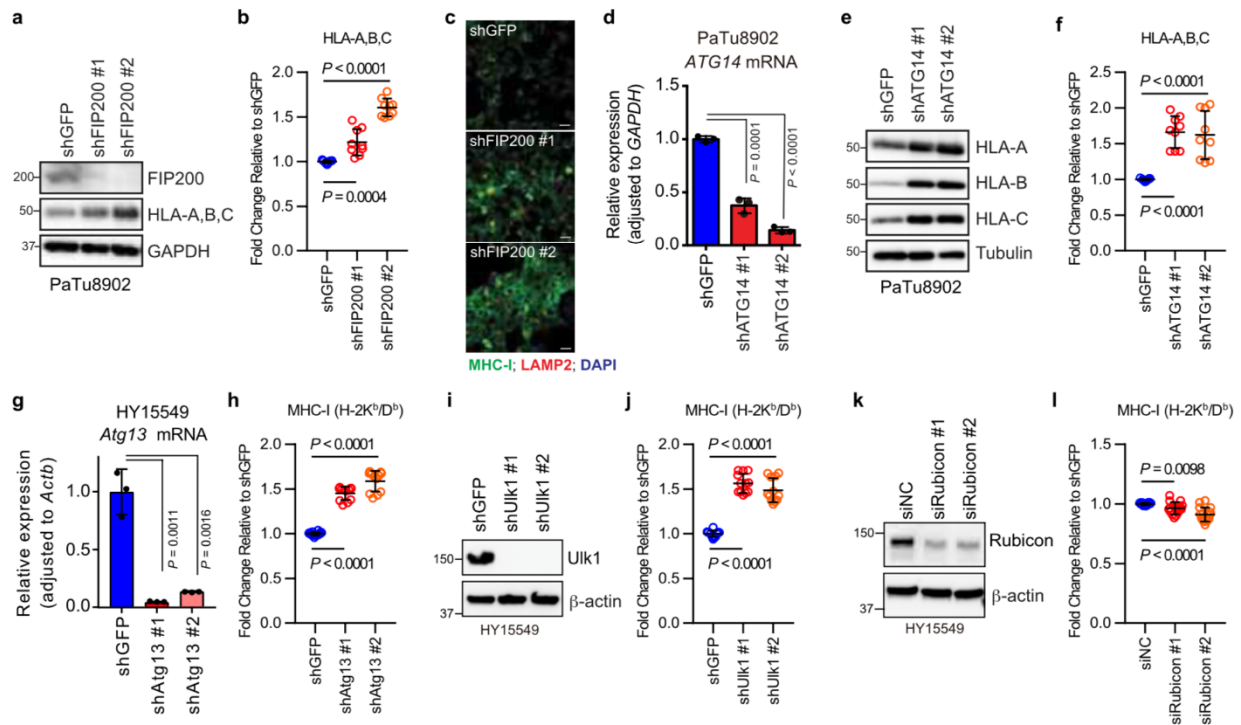 a
shGFP
shFIP200 #1
shFIP200 #2
200
FIP200
50
HLA-A,B,C
37
GAPDH
PaTu8902
b
HLA-A,B,C
Fold Change Relative to shGFP
2.0
1.5
1.0
0.5
0
P < 0.0001
P = 0.0004
shGFP
shFIP200 #1
shFIP200 #2
c
shGFP
shFIP200 #1
shFIP200 #2
MHC-I; LAMP2; DAPI
d
PaTu8902
ATG14 mRNA
Relative expression
(adjusted to GAPDH)
1.0
0.5
0.0
P = 0.0001
P < 0.0001
shGFP
shATG14 #1
shATG14 #2
e
shGFP
shATG14 #1
shATG14 #2
50
HLA-A
50
HLA-B
50
HLA-C
50
Tubulin
PaTu8902
f
HLA-A,B,C
Fold Change Relative to shGFP
2.5
2.0
1.5
1.0
0.5
0
P < 0.0001
P < 0.0001
shGFP
shATG14 #1
shATG14 #2
g
HY15549
Atg13 mRNA
Relative expression
(adjusted to Actb)
1.0
0.5
0.0
P = 0.0011
P = 0.0016
shGFP
shAtg13 #1
shAtg13 #2
h
MHC-I (H-2Kᵇ/Dᵇ)
Fold Change Relative to shGFP
2.0
1.5
1.0
0.5
0
P < 0.0001
P < 0.0001
shGFP
shAtg13 #1
shAtg13 #2
i
shGFP
shUlk1 #1
shUlk1 #2
150
Ulk1
37
β-actin
HY15549
j
MHC-I (H-2Kᵇ/Dᵇ)
Fold Change Relative to shGFP
2.0
1.5
1.0
0.5
0
P < 0.0001
P < 0.0001
shGFP
shUlk1 #1
shUlk1 #2
k
siNC
siRubicon #1
siRubicon #2
150
Rubicon
37
β-actin
HY15549
l
MHC-I (H-2Kᵇ/Dᵇ)
Fold Change Relative to shGFP
2.0
1.5
1.0
0.5
0
P = 0.0098
P < 0.0001
siNC
siRubicon #1
siRubicon #2